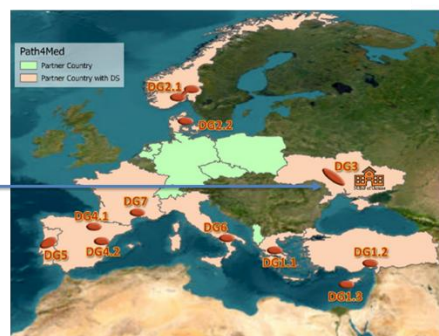 Path4Med
Partner Country
Partner Country with DS
DG2.1
DG2.2
DG3
DG7
DG4.1
DG6
DG5
DG4.2
DG1.1
DG1.2
DG1.3